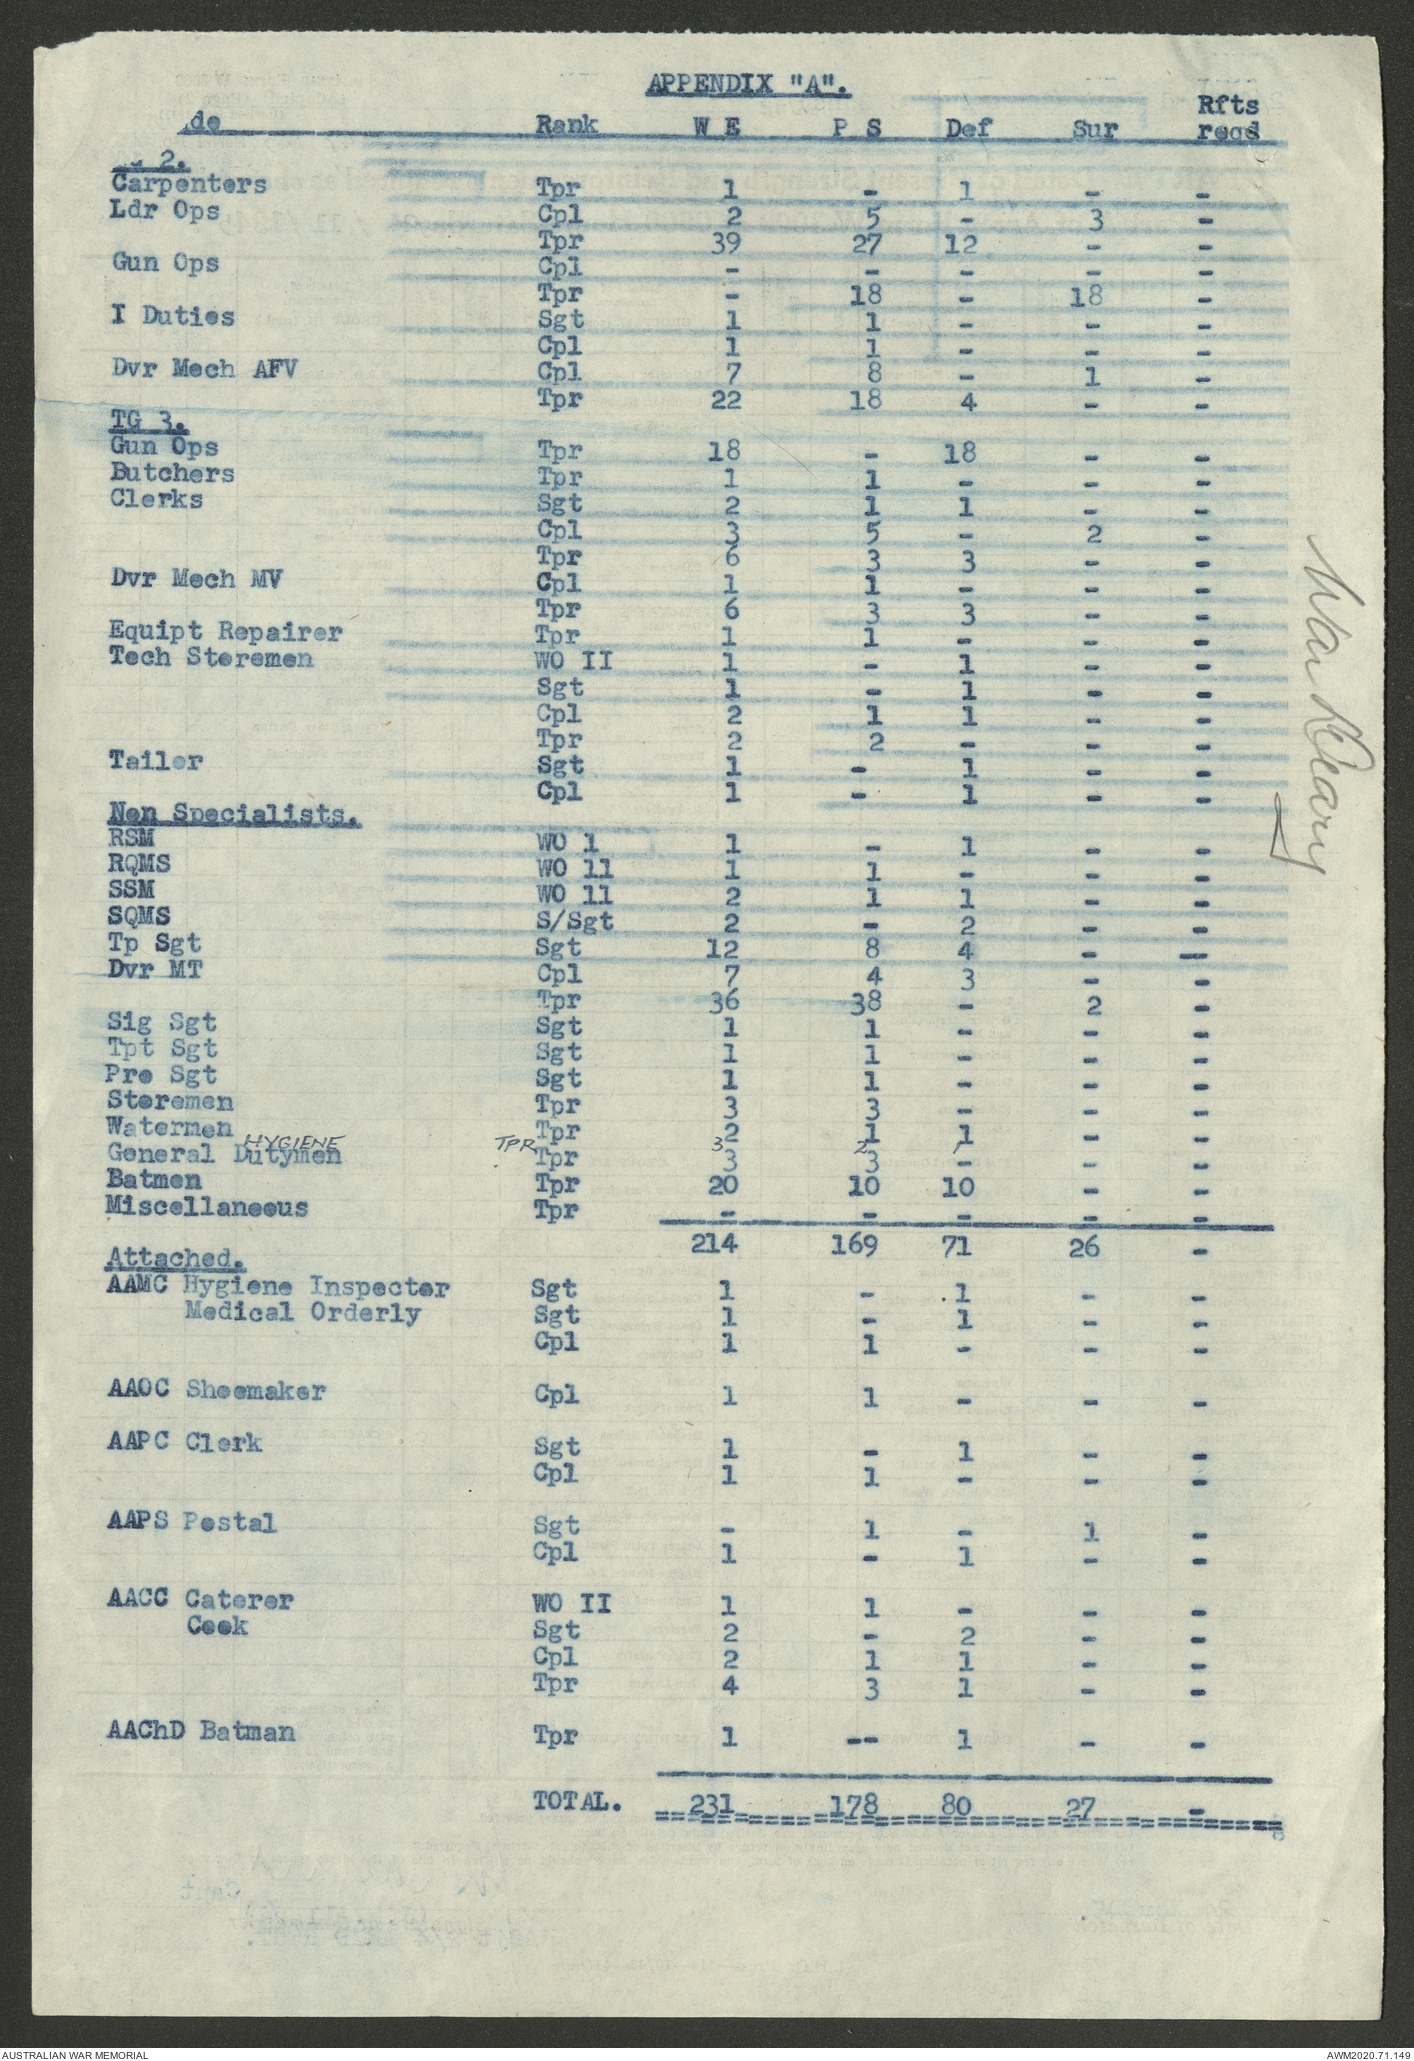 APPENDIX "A".
de Rank W E P S Def Sur Rfts reqd
2.
Carpenters Tpr 1 - 1 - -
Ldr Ops Cpl 2 5 - 3 -
Tpr 39 27 12 - -
Gun Ops Cpl - - - - -
Tpr - 18 - 18 -
I Duties Sgt 1 1 - - -
Cpl 1 1 - - -
Dvr Mech AFV Cpl 7 8 - 1 -
Tpr 22 18 4 - -
TG 3.
Gun Ops Tpr 18 - 18 - -
Butchers Tpr 1 1 - - -
Clerks Sgt 2 1 1 - -
Cpl 3 5 - 2 -
Tpr 6 3 3 - -
Dvr Mech MV Cpl 1 1 - - -
Tpr 6 3 3 - -
Equipt Repairer Tpr 1 1 - - -
Tech Storemen WO II 1 - 1 - -
Sgt 1 - 1 - -
Cpl 2 1 1 - -
Tpr 2 2 - - -
Tailor Sgt 1 - 1 - -
Cpl 1 - 1 - -
Non Specialists.
RSM WO 1 1 - 1 - -
RQMS WO 11 1 1 - - -
SSM WO 11 2 1 1 - -
SQMS S/Sgt 2 - 2 - -
Tp Sgt Sgt 12 8 4 - -
Dvr MT Cpl 7 4 3 - -
Tpr 36 38 - 2 -
Sig Sgt Sgt 1 1 - - -
Tpt Sgt Sgt 1 1 - - -
Pro Sgt Sgt 1 1 - - -
Storemen Tpr 3 3 - - -
Watermen Tpr 2 1 1 - -
HYGIENE TPR 3 2 1
General Dutymen Tpr 3 3 -
Batmen Tpr 20 10 10 - -
Miscellaneous Tpr - - - - -
214 169 71 26 -
Attached.
AAMC Hygiene Inspector Sgt 1 - 1 - -
Medical Orderly Sgt 1 - 1 - -
Cpl 1 1 - - -
AAOC Shoemaker Cpl 1 1 - - -
AAPC Clerk Sgt 1 - 1 - -
Cpl 1 1 - - -
AAPS Postal Sgt - 1 - 1 -
Cpl 1 - 1 - -
AACC Caterer WO II 1 1 - - -
Cook Sgt 2 - 2 - -
Cpl 2 1 1 - -
Tpr 4 3 1 - -
AAChD Batman Tpr 1 -- 1 - -
TOTAL. 231 178 80 27 -
War Diary
AUSTRALIAN WAR MEMORIAL
AWM2020.71.149